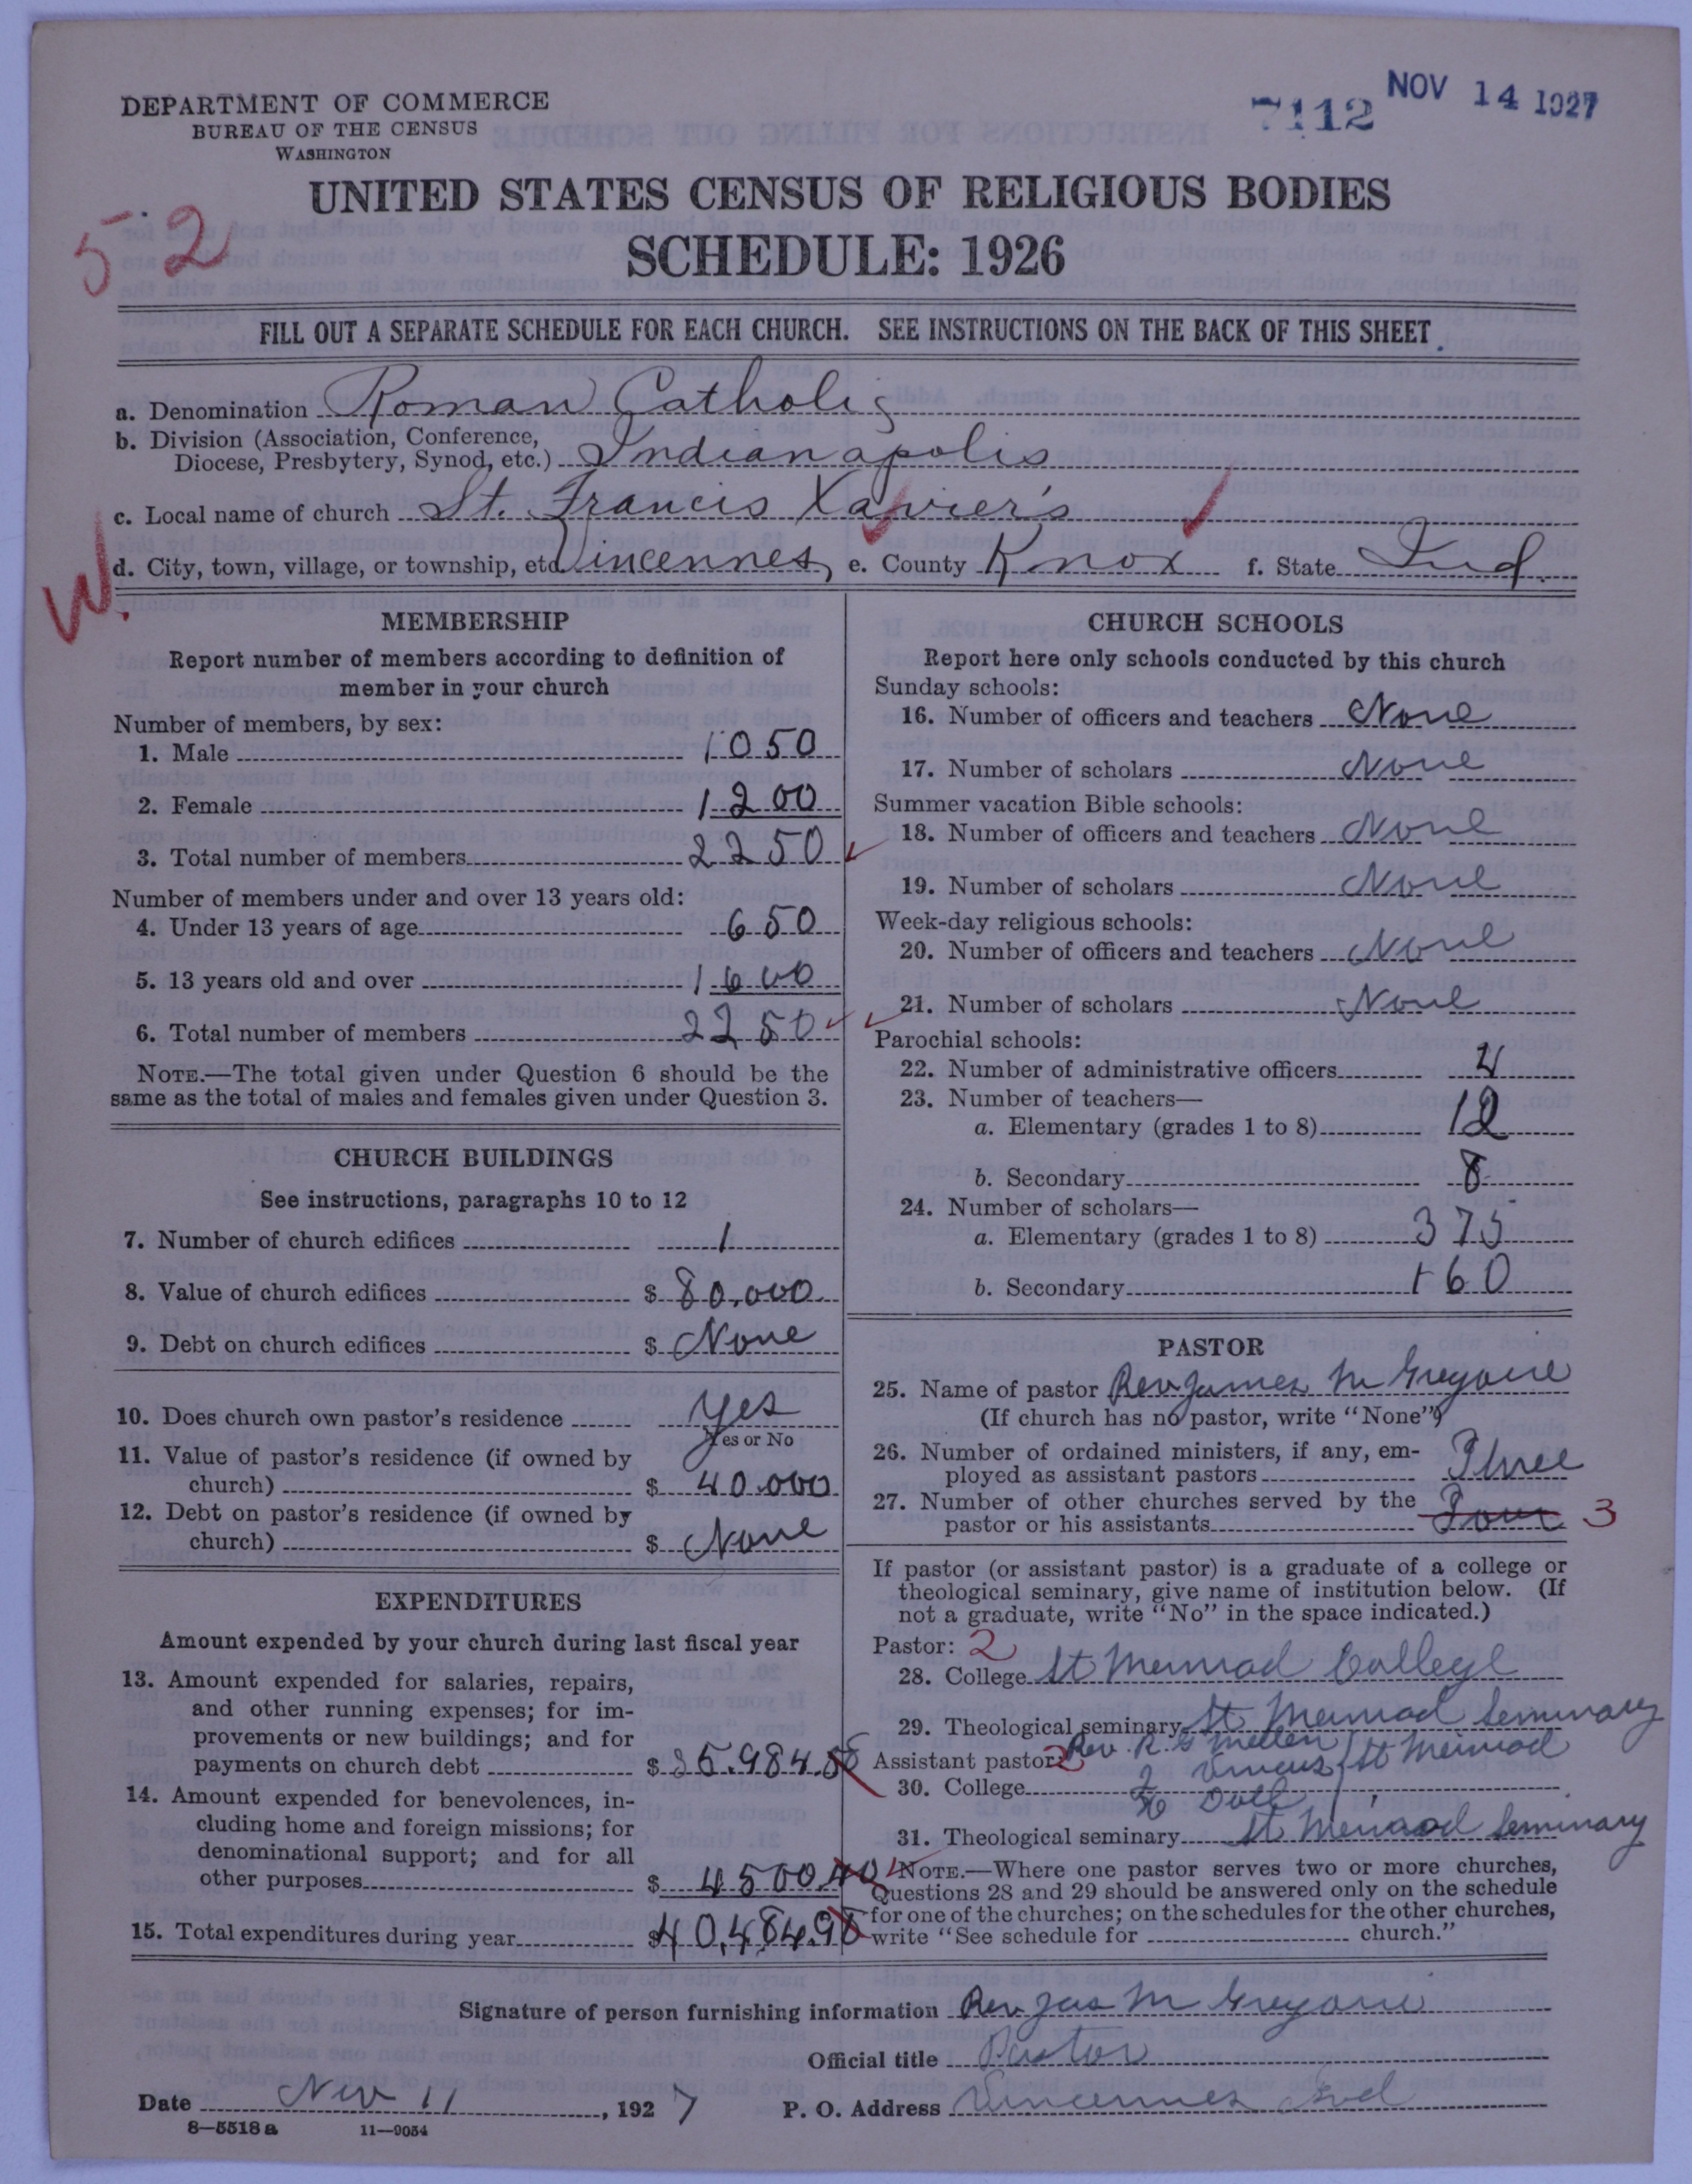 DEPARTMENT OF COMMERCE
BUREAU OF THE CENSUS
WASHINGTON
7112 NOV 14 1927
UNITED STATES CENSUS OF RELIGIOUS BODIES
52
SCHEDULE: 1926
FILL OUT A SEPARATE SCHEDULE FOR EACH CHURCH. SEE INSTRUCTIONS ON THE BACK OF THIS SHEET.
a. Denomination Roman Catholic
b. Division (Association, Conference,
Diocese, Presbytery, Synod, etc.) Indianapolis
c. Local name of church St. Francis Xavier's
W.
d. City, town, village, or township, etc. Vincennes, e. County Knox f. State Ind.
MEMBERSHIP
Report number of members according to definition of
member in your church
Number of members, by sex:
1. Male 1050
2. Female 1200
3. Total number of members 2250
Number of members under and over 13 years old:
4. Under 13 years of age 650
5. 13 years old and over 1600
6. Total number of members 2250
NOTE.—The total given under Question 6 should be the
same as the total of males and females given under Question 3.
CHURCH BUILDINGS
See instructions, paragraphs 10 to 12
7. Number of church edifices 1
8. Value of church edifices $ 80,000
9. Debt on church edifices $ None
10. Does church own pastor's residence Yes
Yes or No
11. Value of pastor's residence (if owned by
church) $ 40.000
12. Debt on pastor's residence (if owned by
church) $ None
EXPENDITURES
Amount expended by your church during last fiscal year
13. Amount expended for salaries, repairs,
and other running expenses; for im-
provements or new buildings; and for
payments on church debt $ 35.984.58
14. Amount expended for benevolences, in-
cluding home and foreign missions; for
denominational support; and for all
other purposes $ 4500.40
15. Total expenditures during year $ 40,484.98
CHURCH SCHOOLS
Report here only schools conducted by this church
Sunday schools:
16. Number of officers and teachers None
17. Number of scholars None
Summer vacation Bible schools:
18. Number of officers and teachers None
19. Number of scholars None
Week-day religious schools:
20. Number of officers and teachers None
21. Number of scholars None
Parochial schools:
22. Number of administrative officers 4
23. Number of teachers—
a. Elementary (grades 1 to 8) 12
b. Secondary 8
24. Number of scholars—
a. Elementary (grades 1 to 8) 375
b. Secondary 160
PASTOR
25. Name of pastor Rev James M Gregoire
(If church has no pastor, write "None")
26. Number of ordained ministers, if any, em-
ployed as assistant pastors Three
27. Number of other churches served by the
pastor or his assistants Four 3
If pastor (or assistant pastor) is a graduate of a college or
theological seminary, give name of institution below. (If
not a graduate, write "No" in the space indicated.)
Pastor: 2
28. College St Meinrad College
29. Theological seminary St Meinrad Seminary
Assistant pastor: 2 Rev. R G
30. College St Meinrad
31. Theological seminary St Meinrad Seminary
NOTE.—Where one pastor serves two or more churches,
Questions 28 and 29 should be answered only on the schedule
for one of the churches; on the schedules for the other churches,
write "See schedule for church."
Signature of person furnishing information Rev Jas M Gregoire
Official title Pastor
Date Nov 11, 1927 P. O. Address Vincennes Ind
8—5518 a 11—9054